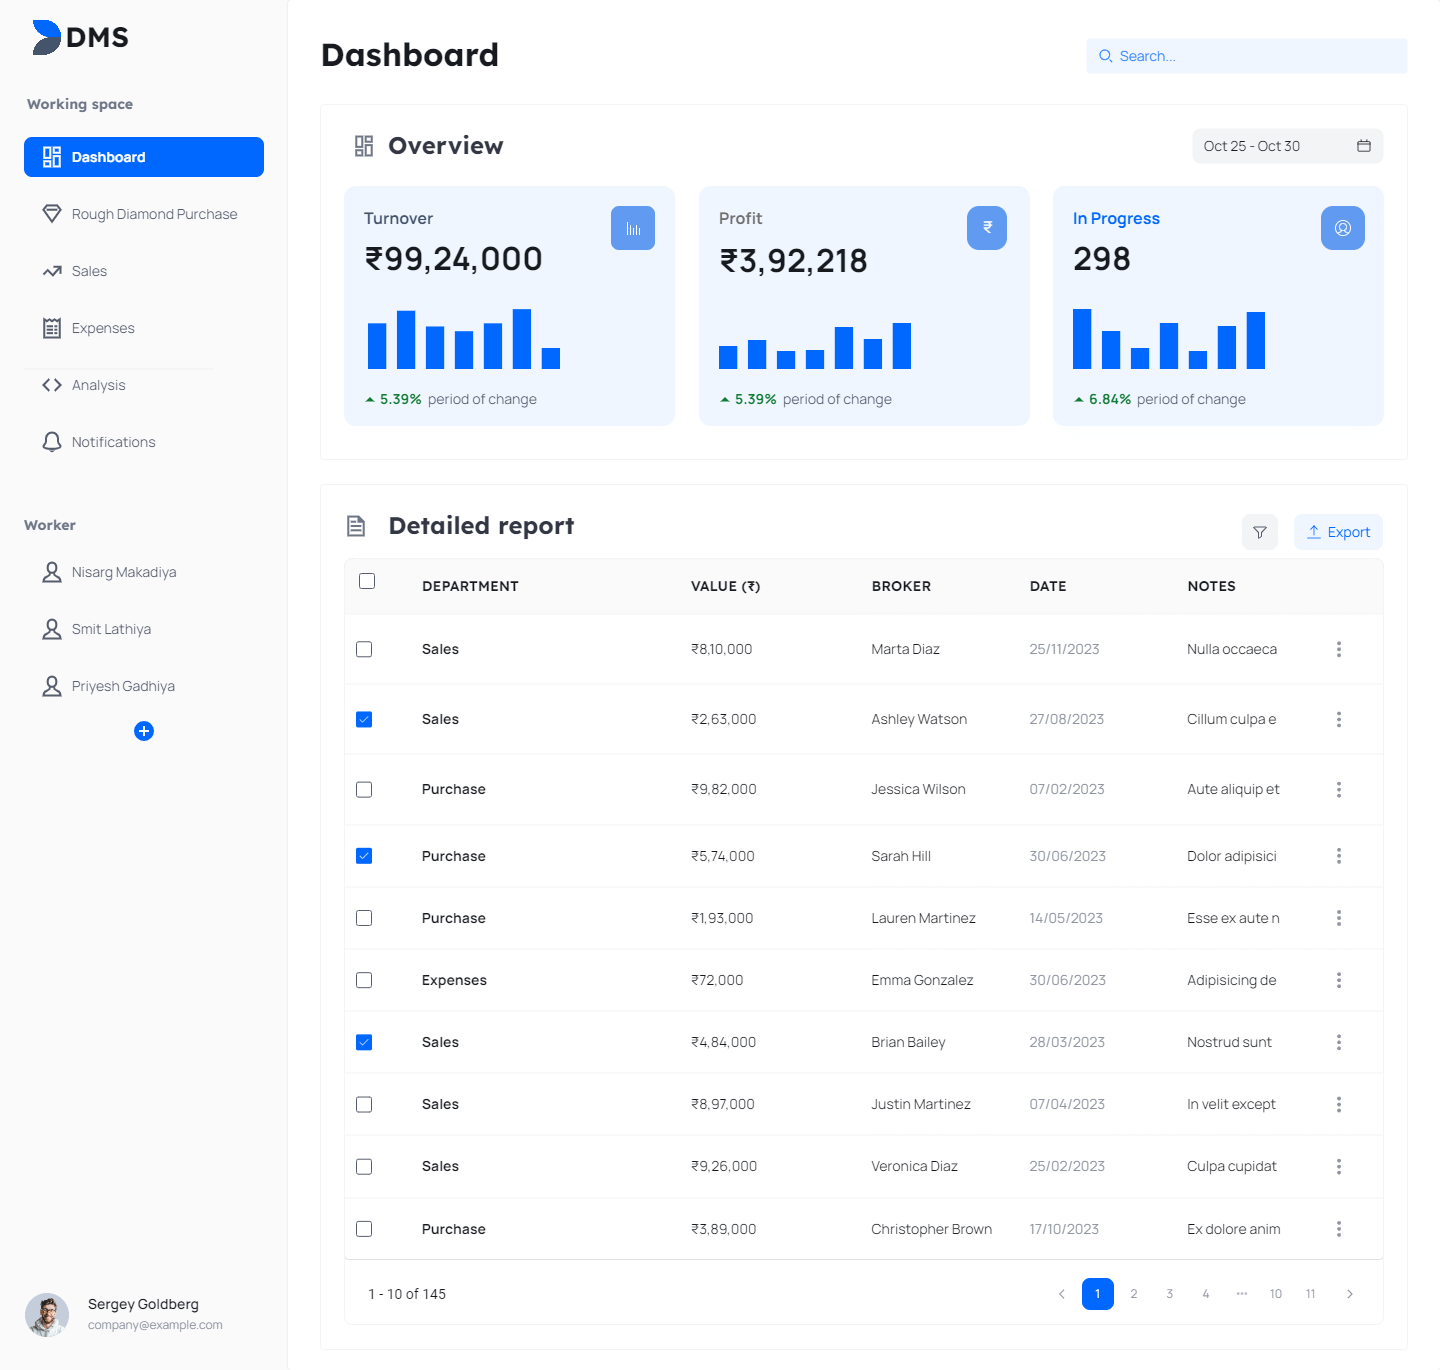 DMS
Working space
Dashboard
Rough Diamond Purchase
Sales
Expenses
Analysis
Notifications
Worker
Nisarg Makadiya
Smit Lathiya
Priyesh Gadhiya
Sergey Goldberg
company@example.com
Dashboard
Search...
Overview
Oct 25 - Oct 30
Turnover
₹99,24,000
5.39% period of change
Profit
₹
₹3,92,218
5.39% period of change
In Progress
298
6.84% period of change
Detailed report
Export
DEPARTMENT VALUE (₹) BROKER DATE NOTES
Sales ₹8,10,000 Marta Diaz 25/11/2023 Nulla occaeca
Sales ₹2,63,000 Ashley Watson 27/08/2023 Cillum culpa e
Purchase ₹9,82,000 Jessica Wilson 07/02/2023 Aute aliquip et
Purchase ₹5,74,000 Sarah Hill 30/06/2023 Dolor adipisici
Purchase ₹1,93,000 Lauren Martinez 14/05/2023 Esse ex aute n
Expenses ₹72,000 Emma Gonzalez 30/06/2023 Adipisicing de
Sales ₹4,84,000 Brian Bailey 28/03/2023 Nostrud sunt
Sales ₹8,97,000 Justin Martinez 07/04/2023 In velit except
Sales ₹9,26,000 Veronica Diaz 25/02/2023 Culpa cupidat
Purchase ₹3,89,000 Christopher Brown 17/10/2023 Ex dolore anim
1 - 10 of 145
1 2 3 4 ••• 10 11